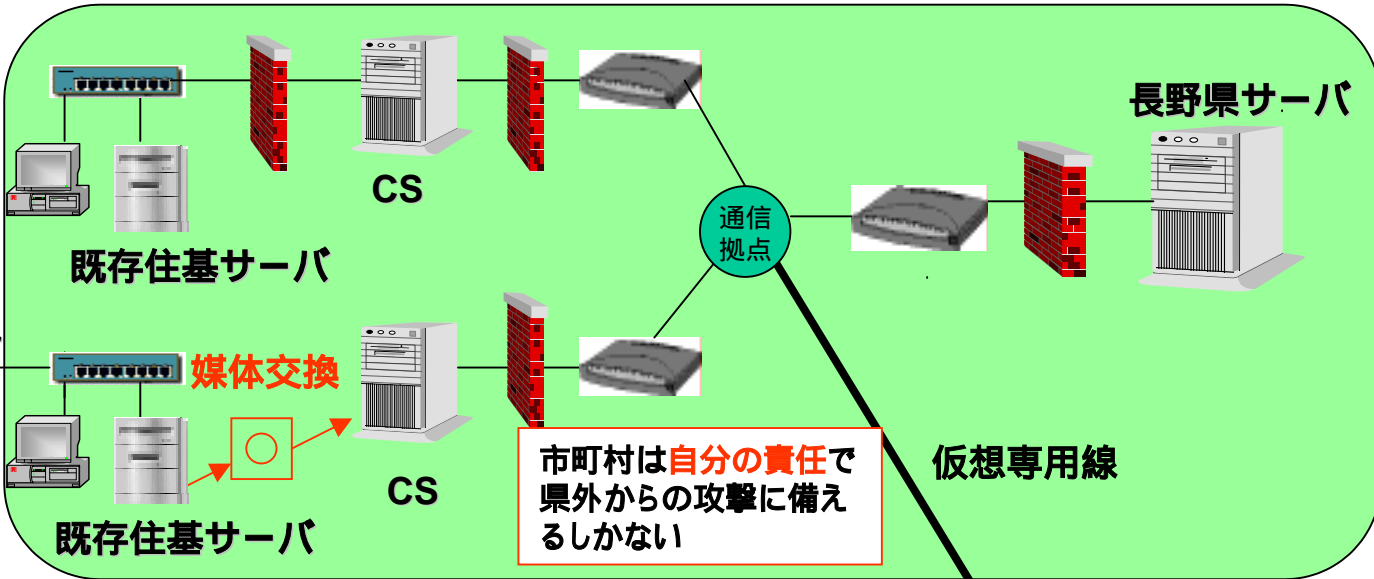 長野県サーバ
CS
通信
拠点
既存住基サーバ
媒体交換
市町村は自分の責任で
県外からの攻撃に備え
るしかない
仮想専用線
CS
既存住基サーバ